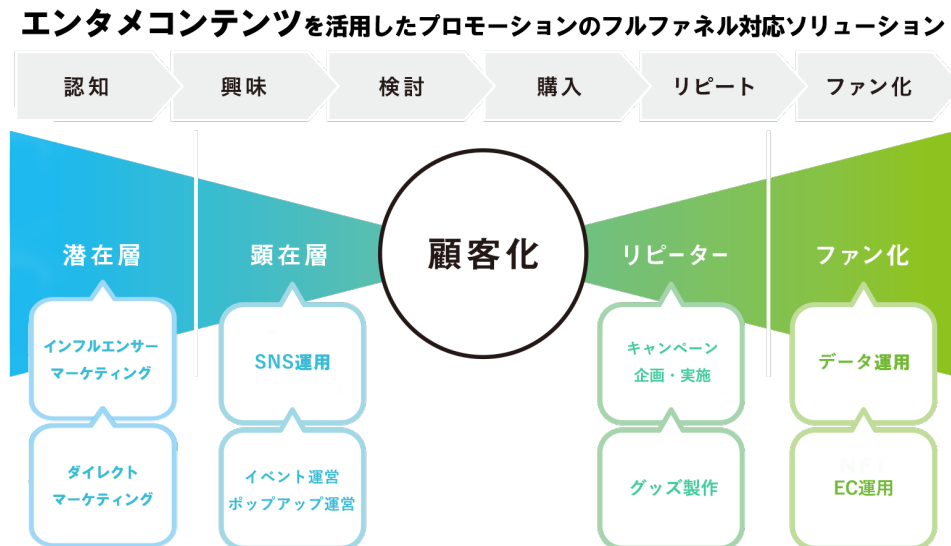 エンタメコンテンツを活用したプロモーションのフルファネル対応ソリューション
認知
興味
検討
購入
リピート
ファン化
潜在層
顕在層
顧客化
リピーター
ファン化
インフルエンサー
マーケティング
SNS運用
キャンペーン
企画・実施
データ運用
ダイレクト
マーケティング
イベント運営
ポップアップ運営
グッズ製作
EC運用